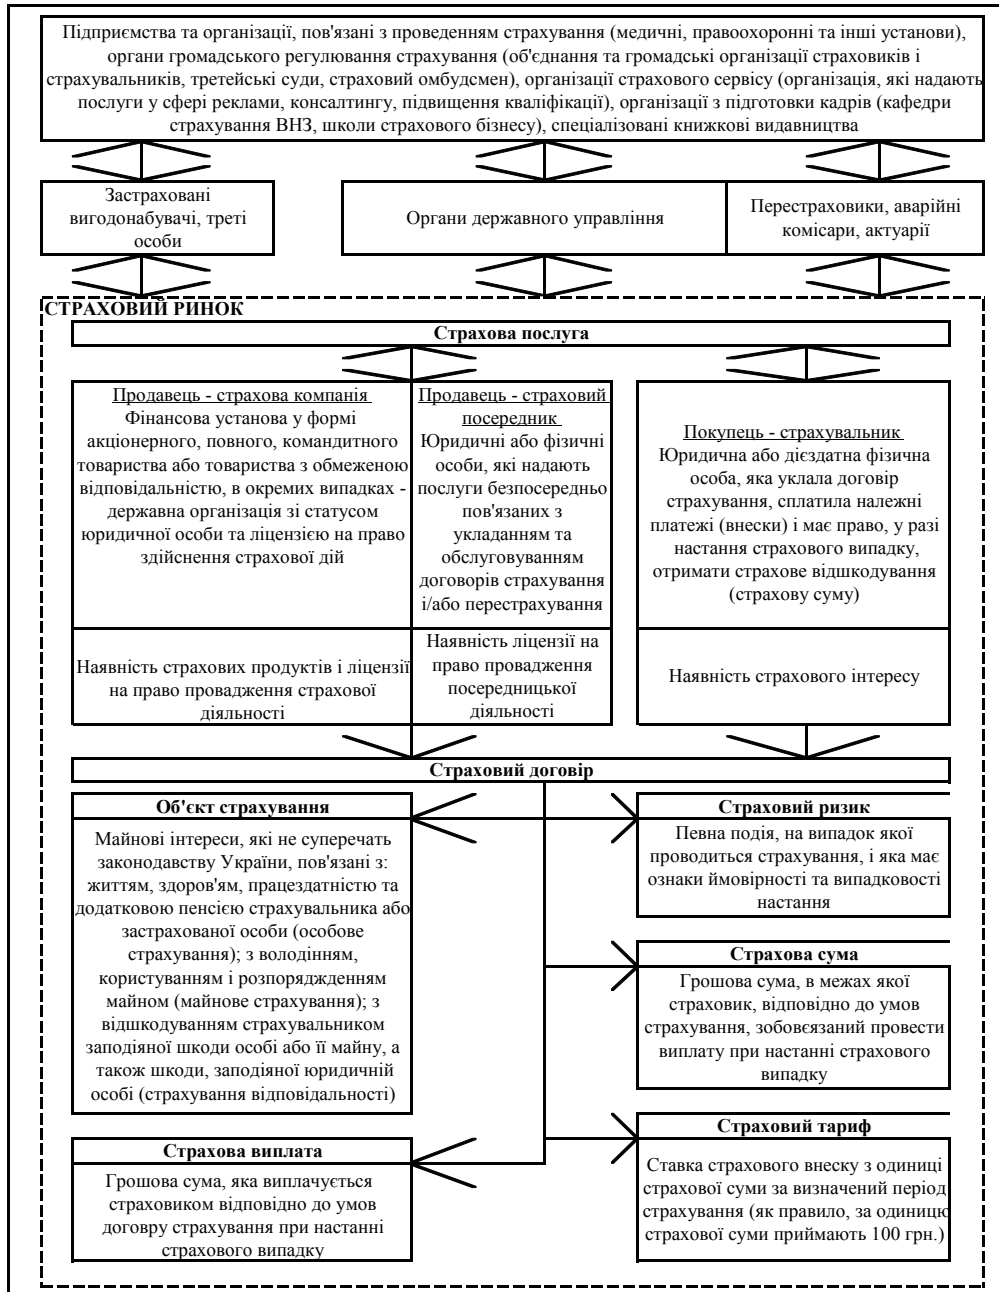 Підприємства та організації, пов'язані з проведенням страхування (медичні, правоохоронні та інші установи),
органи громадського регулювання страхування (об'єднання та громадські організації страховиків і
страхувальників, третейські суди, страховий омбудсмен), організації страхового сервісу (організація, які надають
послуги у сфері реклами, консалтингу, підвищення кваліфікації), організації з підготовки кадрів (кафедри
страхування ВНЗ, школи страхового бізнесу), спеціалізовані книжкові видавництва
Застраховані
вигодонабувачі, треті
особи
Органи державного управління
Перестраховики, аварійні
комісари, актуарії
СТРАХОВИЙ РИНОК
Страхова послуга
Продавець - страхова компанія
Фінансова установа у формі
акціонерного, повного, командитного
товариства або товариства з обмеженою
відповідальністю, в окремих випадках -
державна організація зі статусом
юридичної особи та ліцензією на право
здійснення страхової дій
Продавець - страховий
посередник
Юридичні або фізичні
особи, які надають
послуги безпосередньо
пов'язаних з
укладанням та
обслуговуванням
договорів страхування
і/або перестрахування
Покупець - страхувальник
Юридична або дієздатна фізична
особа, яка уклала договір
страхування, сплатила належні
платежі (внески) і має право, у разі
настання страхового випадку,
отримати страхове відшкодування
(страхову суму)
Наявність страхових продуктів і ліцензії
на право провадження страхової
діяльності
Наявність ліцензії на
право провадження
посередницької
діяльності
Наявність страхового інтересу
Страховий договір
Об'єкт страхування
Майнові інтереси, які не суперечать
законодавству України, пов'язані з:
життям, здоров'ям, працездатністю та
додатковою пенсією страхувальника або
застрахованої особи (особове
страхування); з володінням,
користуванням і розпоряджденням
майном (майнове страхування); з
відшкодуванням страхувальником
заподіяної шкоди особі або її майну, а
також шкоди, заподіяної юридичній
особі (страхування відповідальності)
Страховий ризик
Певна подія, на випадок якої
проводиться страхування, і яка має
ознаки ймовірності та випадковості
настання
Страхова сума
Грошова сума, в межах якої
страховик, відповідно до умов
страхування, зобовєязаний провести
виплату при настанні страхового
випадку
Страхова виплата
Грошова сума, яка виплачується
страховиком відповідно до умов
договру страхування при настанні
страхового випадку
Страховий тариф
Ставка страхового внеску з одиниці
страхової суми за визначений період
страхування (як правило, за одиницю
страхової суми приймають 100 грн.)